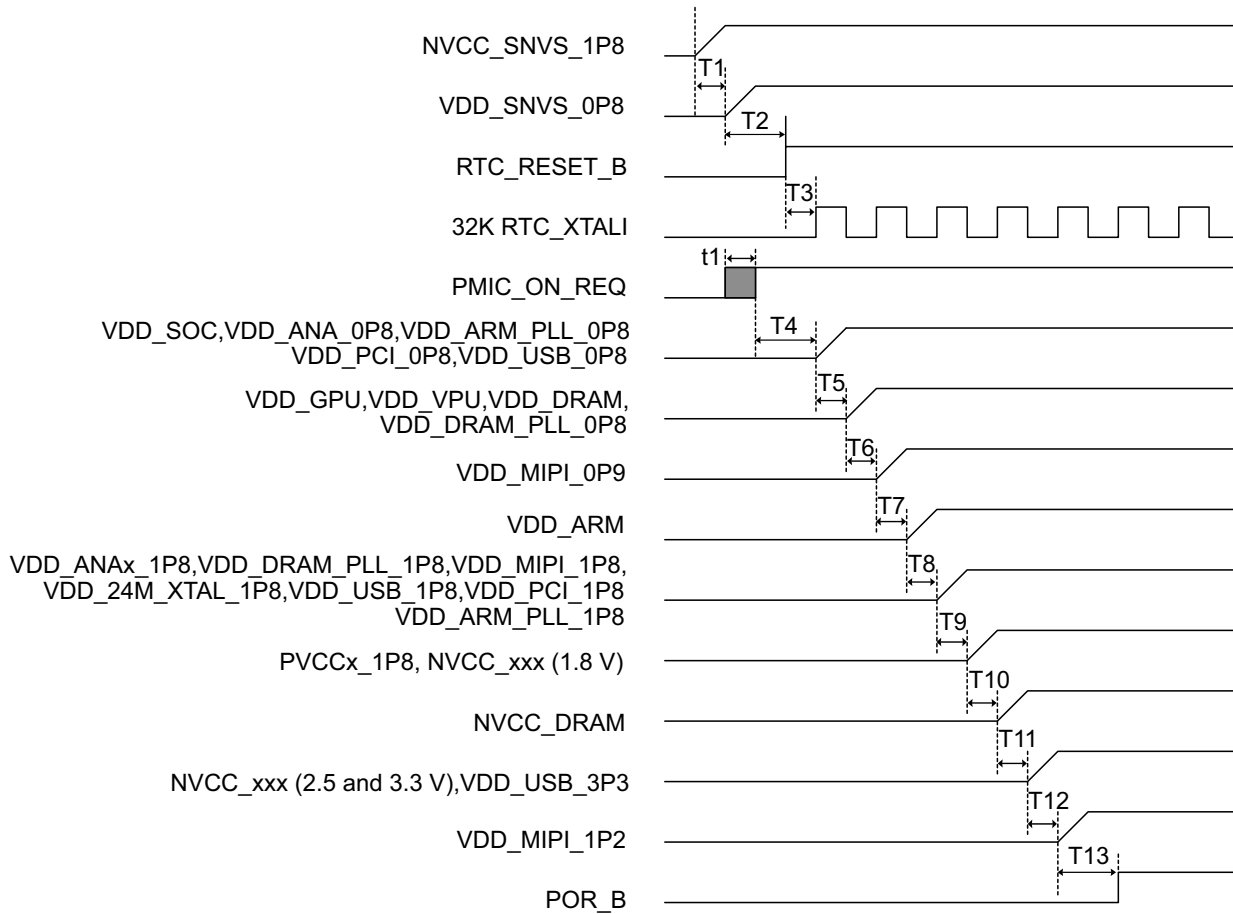 NVCC_SNVS_1P8
T1
VDD_SNVS_0P8
T2
RTC_RESET_B
T3
32K RTC_XTALI
t1
PMIC_ON_REQ
T4
VDD_SOC,VDD_ANA_0P8,VDD_ARM_PLL_0P8
VDD_PCI_0P8,VDD_USB_0P8
T5
VDD_GPU,VDD_VPU,VDD_DRAM,
VDD_DRAM_PLL_0P8
T6
VDD_MIPI_0P9
T7
VDD_ARM
T8
VDD_ANAx_1P8,VDD_DRAM_PLL_1P8,VDD_MIPI_1P8,
VDD_24M_XTAL_1P8,VDD_USB_1P8,VDD_PCI_1P8
VDD_ARM_PLL_1P8
T9
PVCCx_1P8, NVCC_xxx (1.8 V)
T10
NVCC_DRAM
T11
NVCC_xxx (2.5 and 3.3 V),VDD_USB_3P3
T12
VDD_MIPI_1P2
T13
POR_B